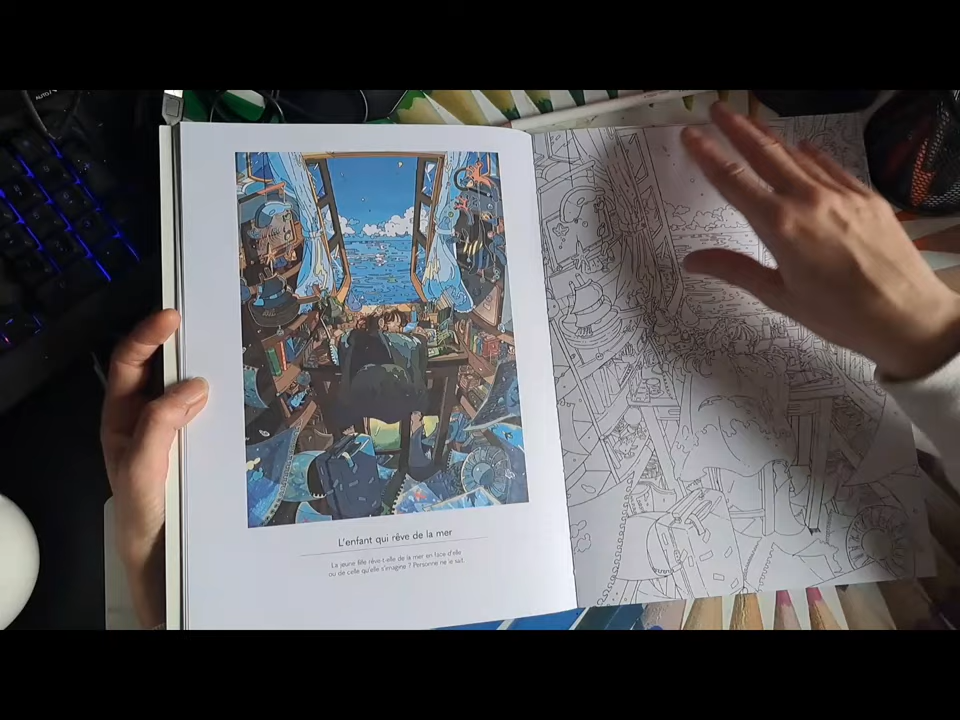 AUTO
L'enfant qui rêve de la mer
La jeune fille rêve-t-elle de la mer en face d'elle
ou de celle qu'elle s'imagine ? Personne ne le sait.